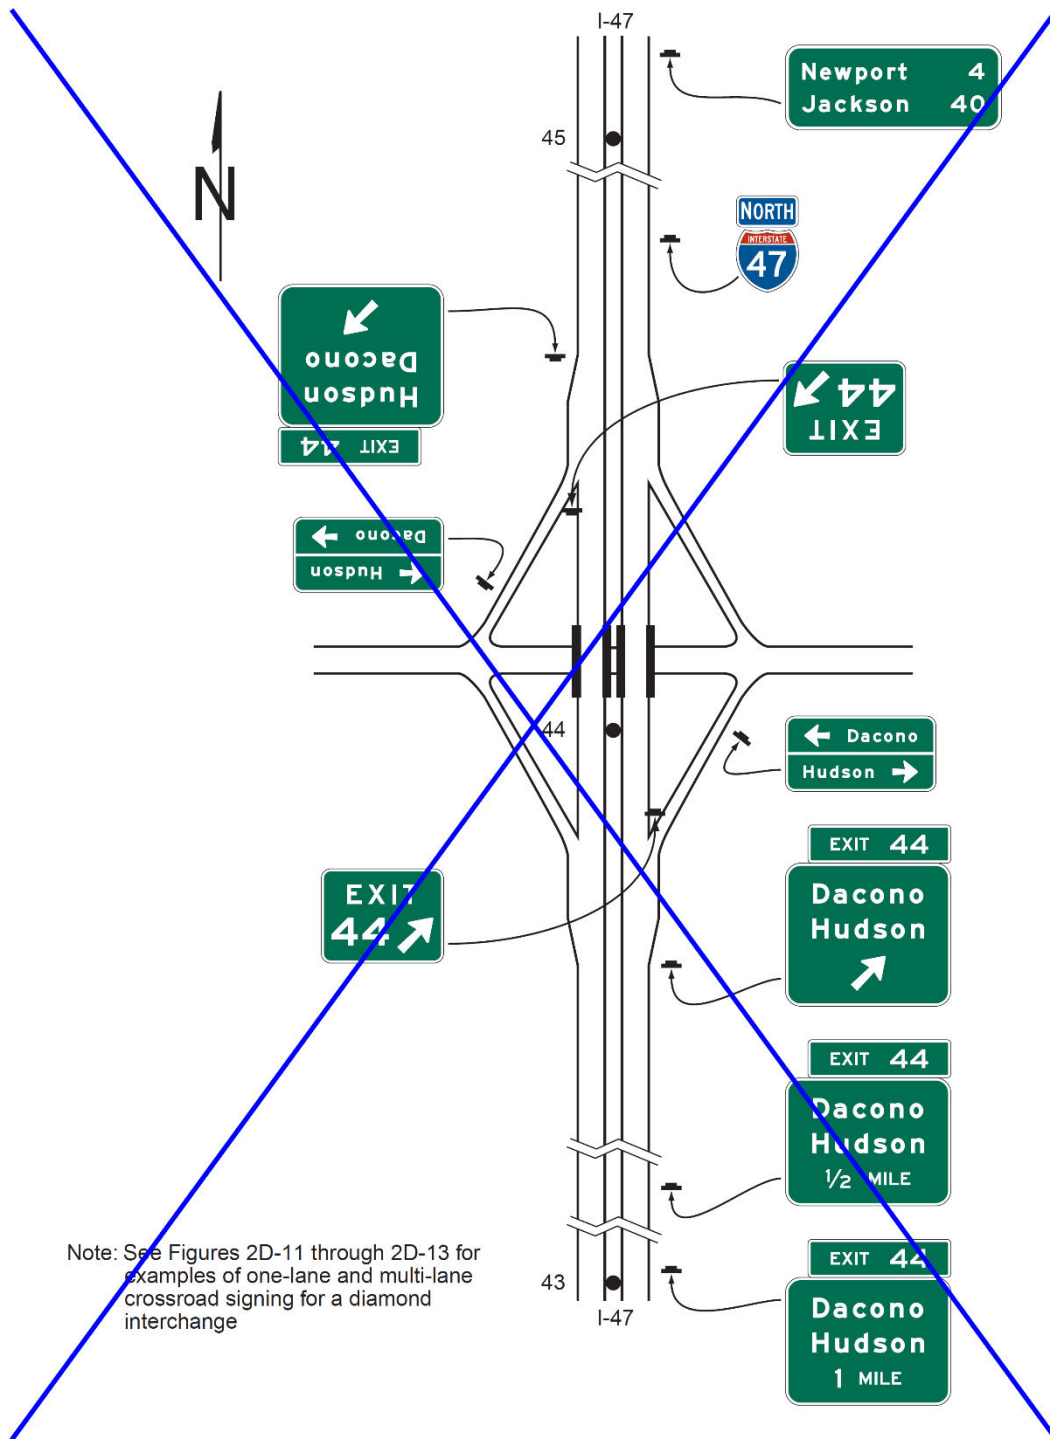 I-47
Newport 4
Jackson 40
45
N
NORTH
INTERSTATE
47
Hudson
Dacono
EXIT 44
EXIT
44
Hudson
Dacono
44
Dacono
Hudson
EXIT 44
Dacono
Hudson
EXIT
44
EXIT 44
Dacono
Hudson
1/2 MILE
EXIT 44
Dacono
Hudson
1 MILE
43
I-47
Note: See Figures 2D-11 through 2D-13 for
examples of one-lane and multi-lane
crossroad signing for a diamond
interchange